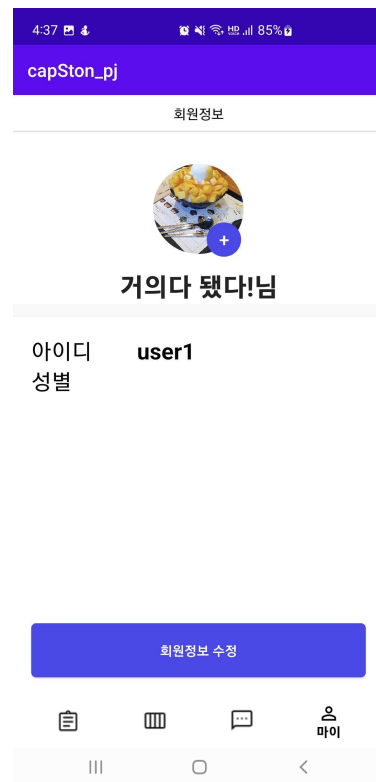 4:37 HD 85%
capSton_pj
회원정보
+
거의다 됐다!님
아이디 user1
성별
회원정보 수정
마이